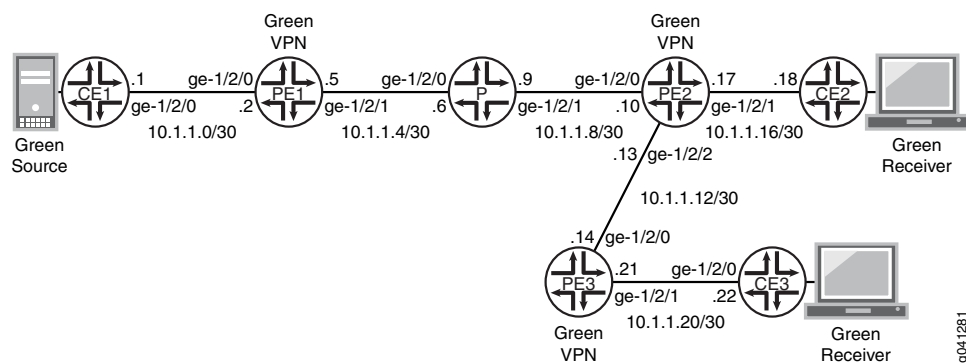 Green
VPN
Green
VPN
.1
ge-1/2/0
.5
ge-1/2/0
.9
ge-1/2/0
.17
.18
CE1
PE1
P
PE2
CE2
ge-1/2/0
.2
ge-1/2/1
.6
ge-1/2/1
.10
ge-1/2/1
10.1.1.0/30
10.1.1.4/30
10.1.1.8/30
10.1.1.16/30
Green
Source
Green
Receiver
.13
ge-1/2/2
10.1.1.12/30
.14
ge-1/2/0
.21
ge-1/2/0
PE3
CE3
ge-1/2/1
.22
10.1.1.20/30
Green
VPN
Green
Receiver
g041281